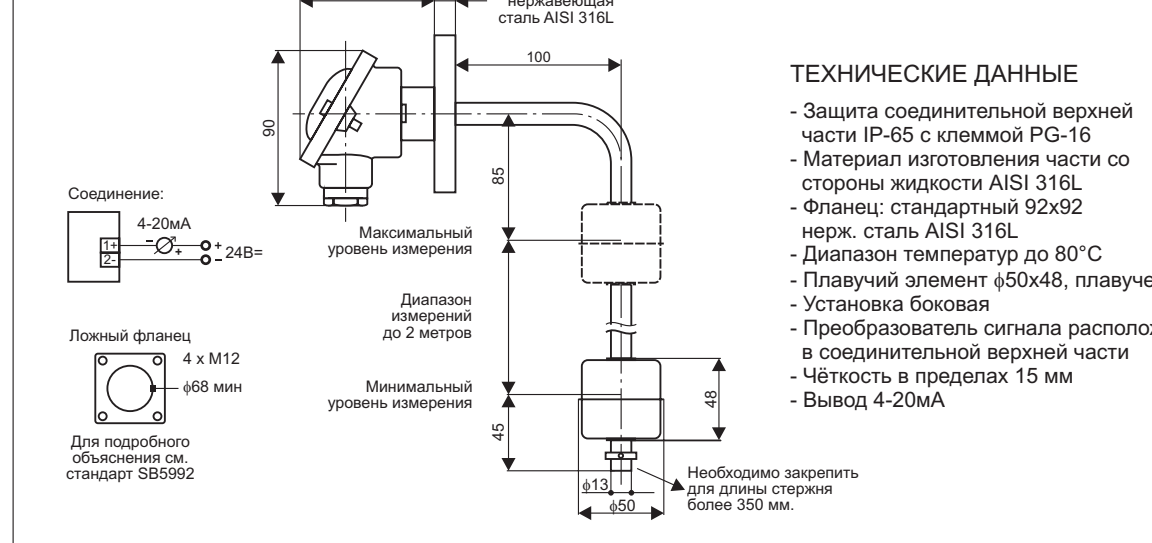 нержавеющая
сталь AISI 316L
100
90
85
Соединение:
4-20мА
1+
2-
24В=
Максимальный
уровень измерения
Диапазон
измерений
до 2 метров
Ложный фланец
4 x M12
ϕ68 мин
Для подробного
объяснения см.
стандарт SB5992
Минимальный
уровень измерения
45
48
ϕ13
ϕ50
Необходимо закрепить
для длины стержня
более 350 мм.
ТЕХНИЧЕСКИЕ ДАННЫЕ
- Защита соединительной верхней
части IP-65 с клеммой PG-16
- Материал изготовления части со
стороны жидкости AISI 316L
- Фланец: стандартный 92x92
нерж. сталь AISI 316L
- Диапазон температур до 80°C
- Плавучий элемент ϕ50x48, плавуче
- Установка боковая
- Преобразователь сигнала располож
в соединительной верхней части
- Чёткость в пределах 15 мм
- Вывод 4-20мА